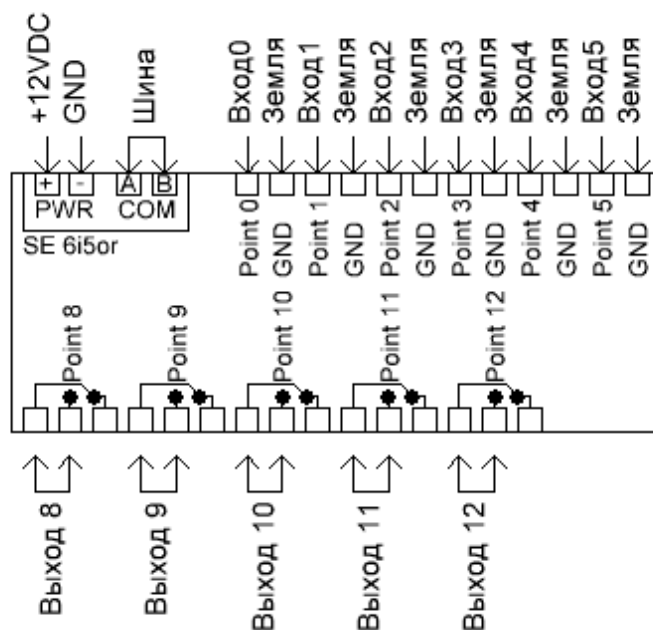 +12VDC
GND
Шина
Вход0
Земля
Вход1
Земля
Вход2
Земля
Вход3
Земля
Вход4
Земля
Вход5
Земля
+
-
A
B
PWR
COM
SE 6i5or
Point 0
GND
Point 1
GND
Point 2
GND
Point 3
GND
Point 4
GND
Point 5
GND
Point 8
Point 9
Point 10
Point 11
Point 12
Выход 8
Выход 9
Выход 10
Выход 11
Выход 12